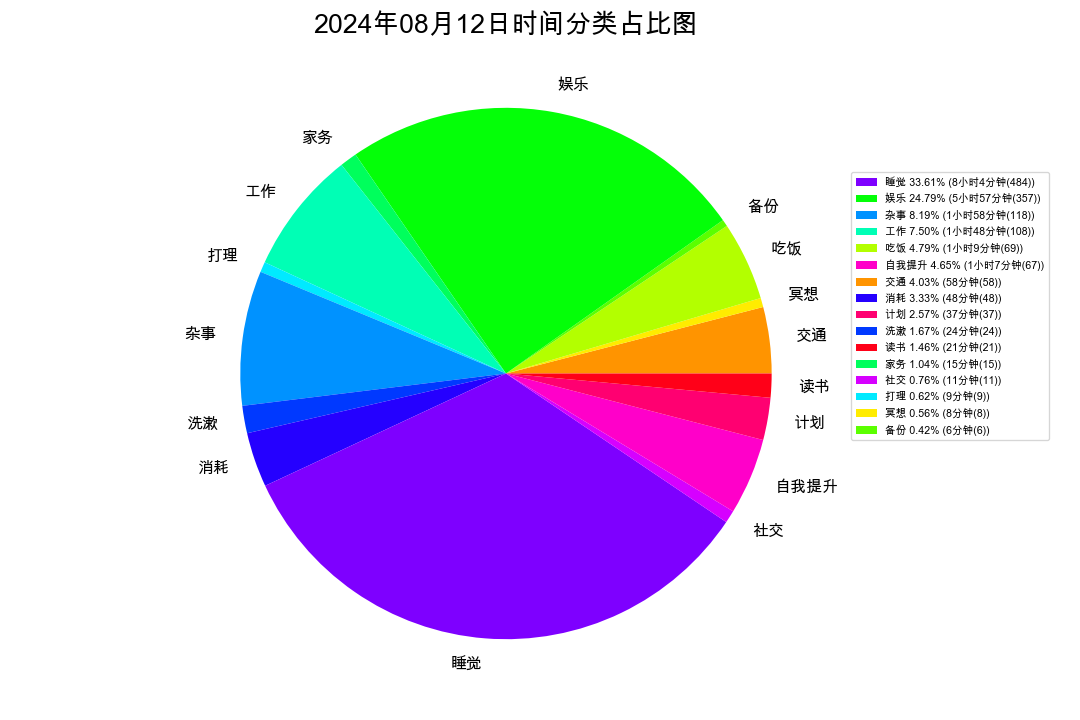 2024年08月12日时间分类占比图
娱乐
家务
工作
打理
杂事
洗漱
消耗
睡觉
备份
吃饭
冥想
交通
读书
计划
自我提升
社交
睡觉 33.61% (8小时4分钟(484))
娱乐 24.79% (5小时57分钟(357))
杂事 8.19% (1小时58分钟(118))
工作 7.50% (1小时48分钟(108))
吃饭 4.79% (1小时9分钟(69))
自我提升 4.65% (1小时7分钟(67))
交通 4.03% (58分钟(58))
消耗 3.33% (48分钟(48))
计划 2.57% (37分钟(37))
洗漱 1.67% (24分钟(24))
读书 1.46% (21分钟(21))
家务 1.04% (15分钟(15))
社交 0.76% (11分钟(11))
打理 0.62% (9分钟(9))
冥想 0.56% (8分钟(8))
备份 0.42% (6分钟(6))